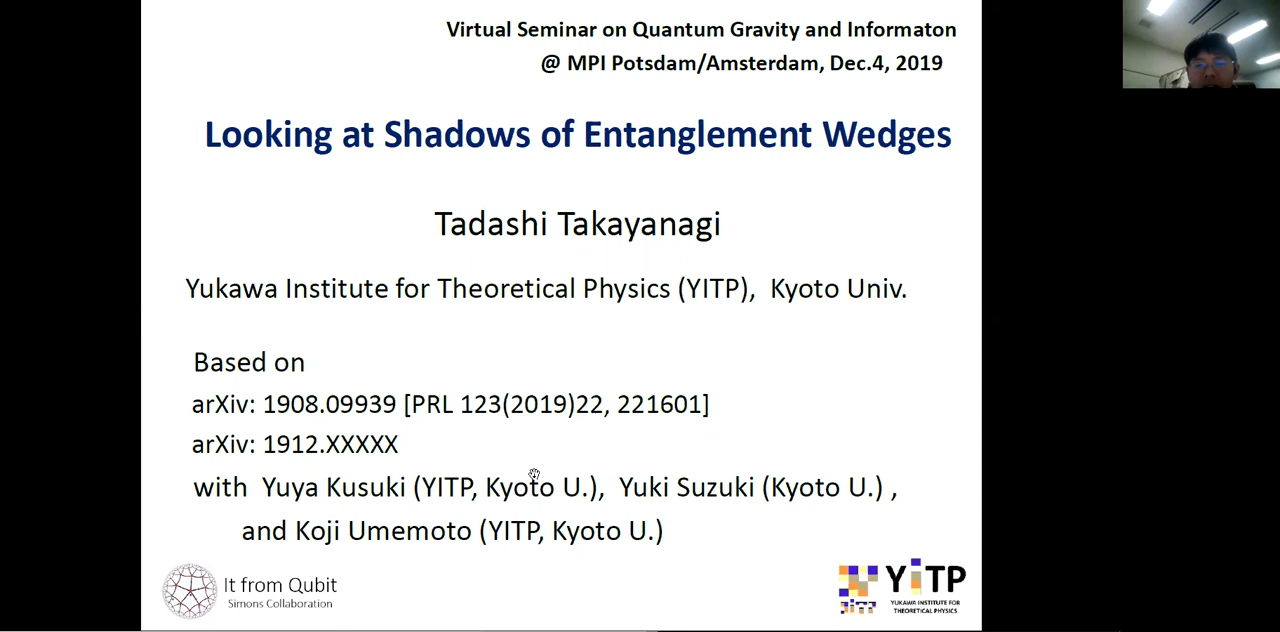 Virtual Seminar on Quantum Gravity and Informaton
@ MPI Potsdam/Amsterdam, Dec.4, 2019
Looking at Shadows of Entanglement Wedges
Tadashi Takayanagi
Yukawa Institute for Theoretical Physics (YITP), Kyoto Univ.
Based on
arXiv: 1908.09939 [PRL 123(2019)22, 221601]
arXiv: 1912.XXXXX
with Yuya Kusuki (YITP, Kyoto U.), Yuki Suzuki (Kyoto U.) ,
and Koji Umemoto (YITP, Kyoto U.)
It from Qubit
Simons Collaboration
YITP
YUKAWA INSTITUTE FOR
THEORETICAL PHYSICS